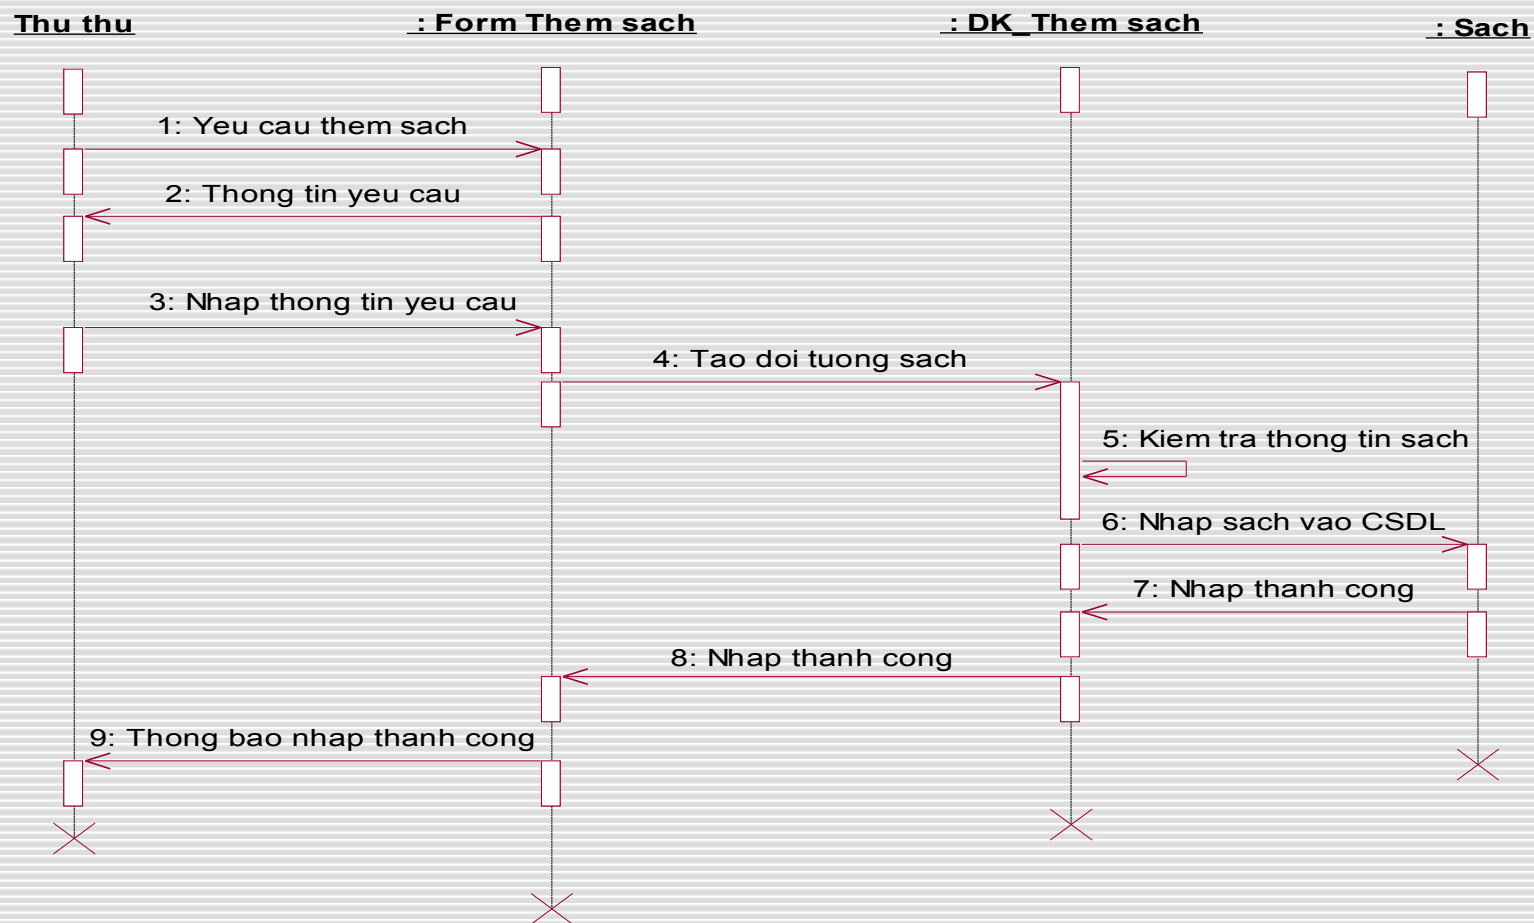 Thu thu
: Form Them sach
: DK_Them sach
: Sach
1: Yeu cau them sach
2: Thong tin yeu cau
3: Nhap thong tin yeu cau
4: Tao doi tuong sach
5: Kiem tra thong tin sach
6: Nhap sach vao CSDL
7: Nhap thanh cong
8: Nhap thanh cong
9: Thong bao nhap thanh cong